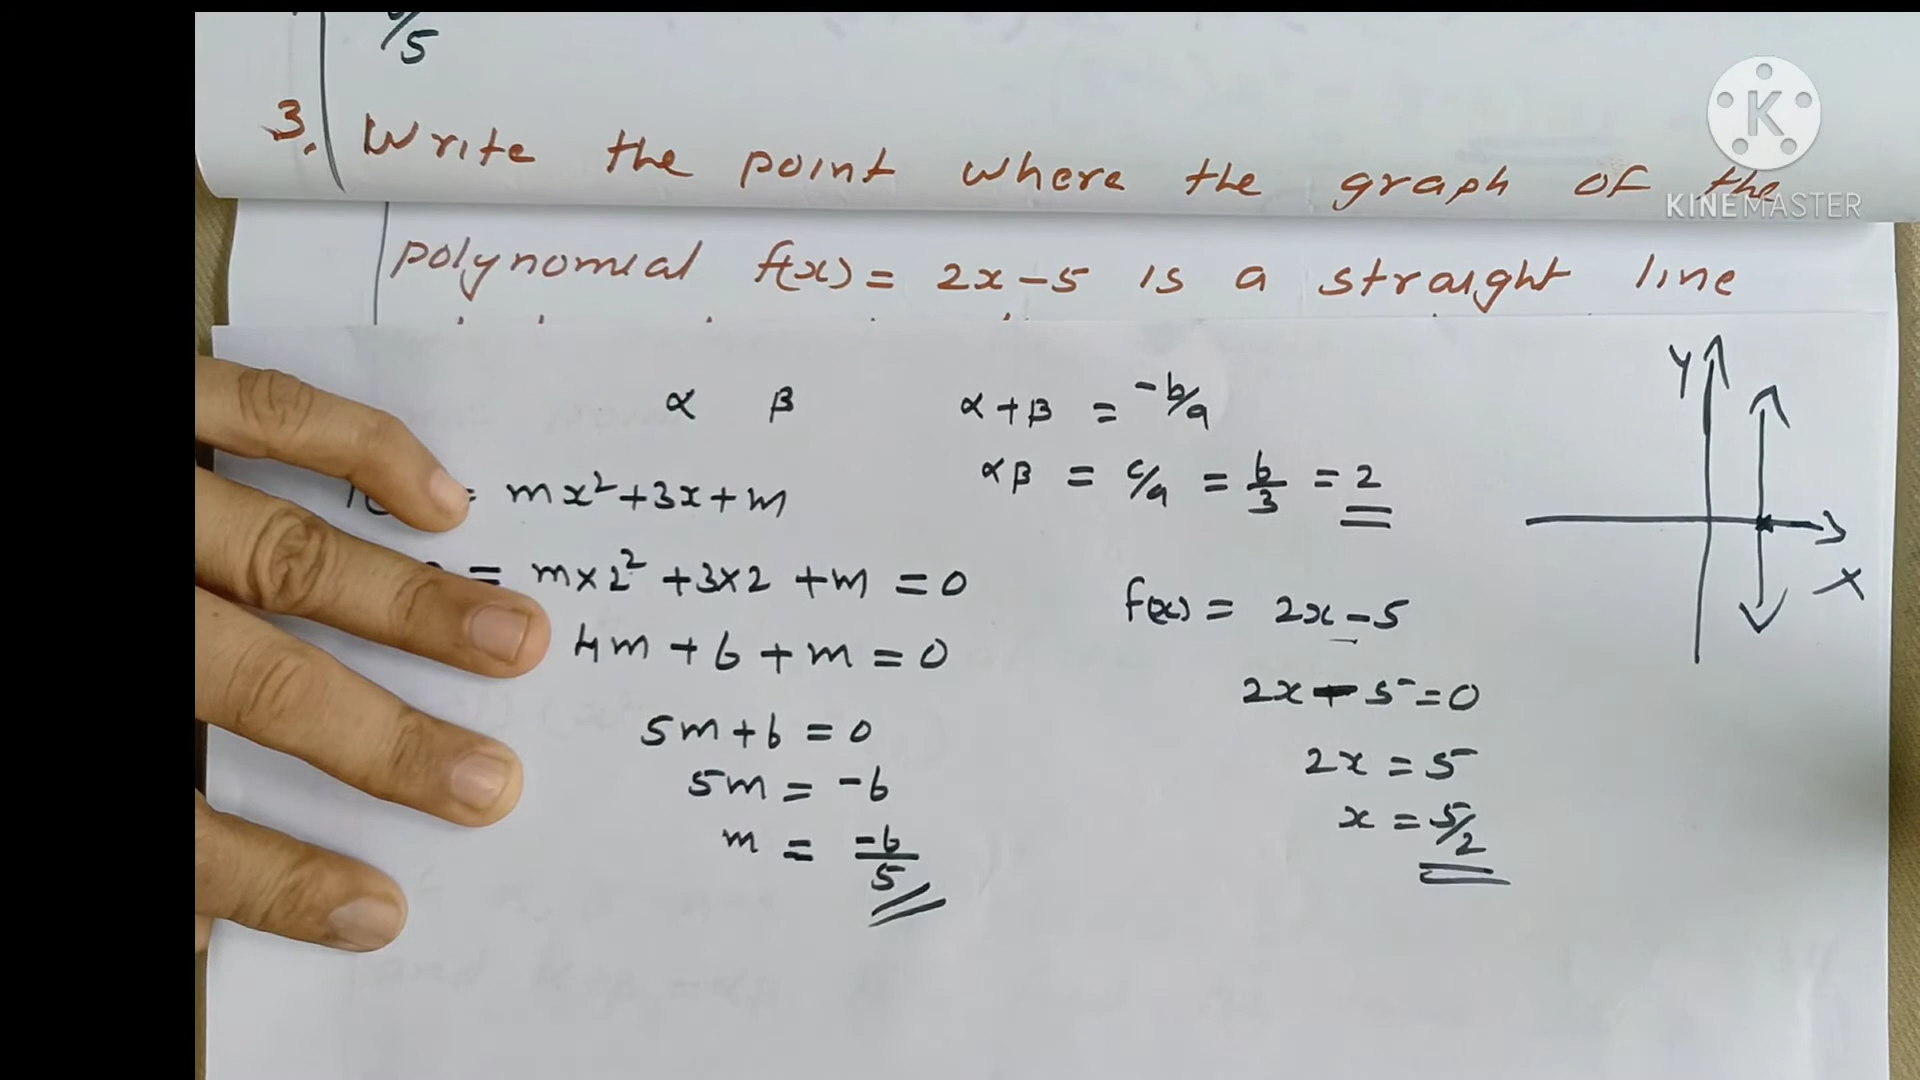 /5
3. Write the point where the graph of the
KINEMASTER
polynomial f(x) = 2x-5 is a straight line
α β
α+β = -b/a
αβ = c/a = 6/3 = 2
= mx²+3x+m
= m×2²+3×2+m=0
4m+6+m=0
5m+6=0
5m=-6
m = -6/5
f(x) = 2x-5
2x-5=0
2x=5
x=5/2
Y
X